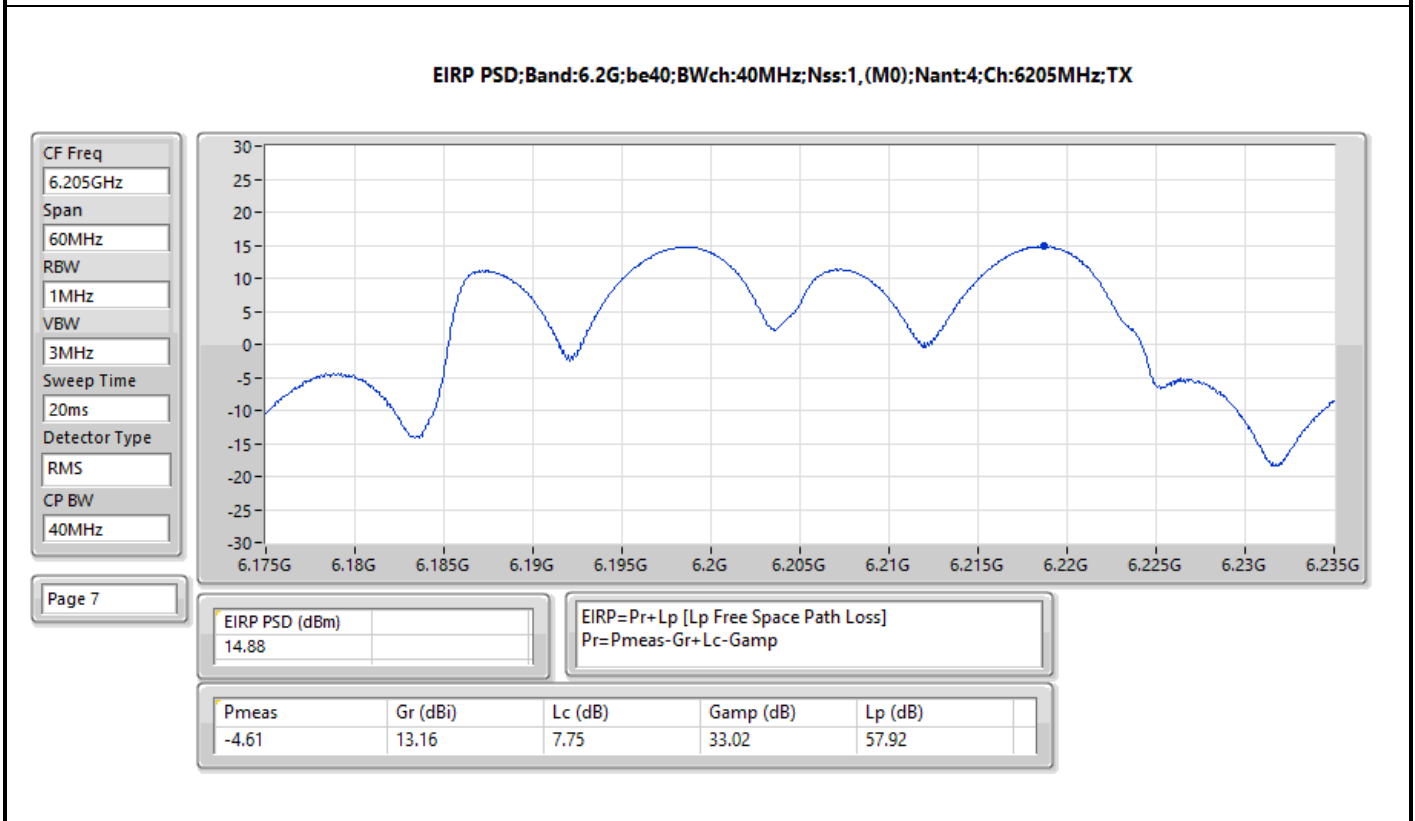 EIRP PSD;Band:6.2G;be40;BWch:40MHz;Nss:1,(M0);Nant:4;Ch:6205MHz;TX
CF Freq
6.205GHz
Span
60MHz
RBW
1MHz
VBW
3MHz
Sweep Time
20ms
Detector Type
RMS
CP BW
40MHz
Page 7
30
25
20
15
10
5
0
-5
-10
-15
-20
-25
-30
6.175G 6.18G 6.185G 6.19G 6.195G 6.2G 6.205G 6.21G 6.215G 6.22G 6.225G 6.23G 6.235G
EIRP PSD (dBm)
14.88
EIRP=Pr+Lp [Lp Free Space Path Loss]
Pr=Pmeas-Gr+Lc-Gamp
Pmeas Gr (dBi) Lc (dB) Gamp (dB) Lp (dB)
-4.61 13.16 7.75 33.02 57.92